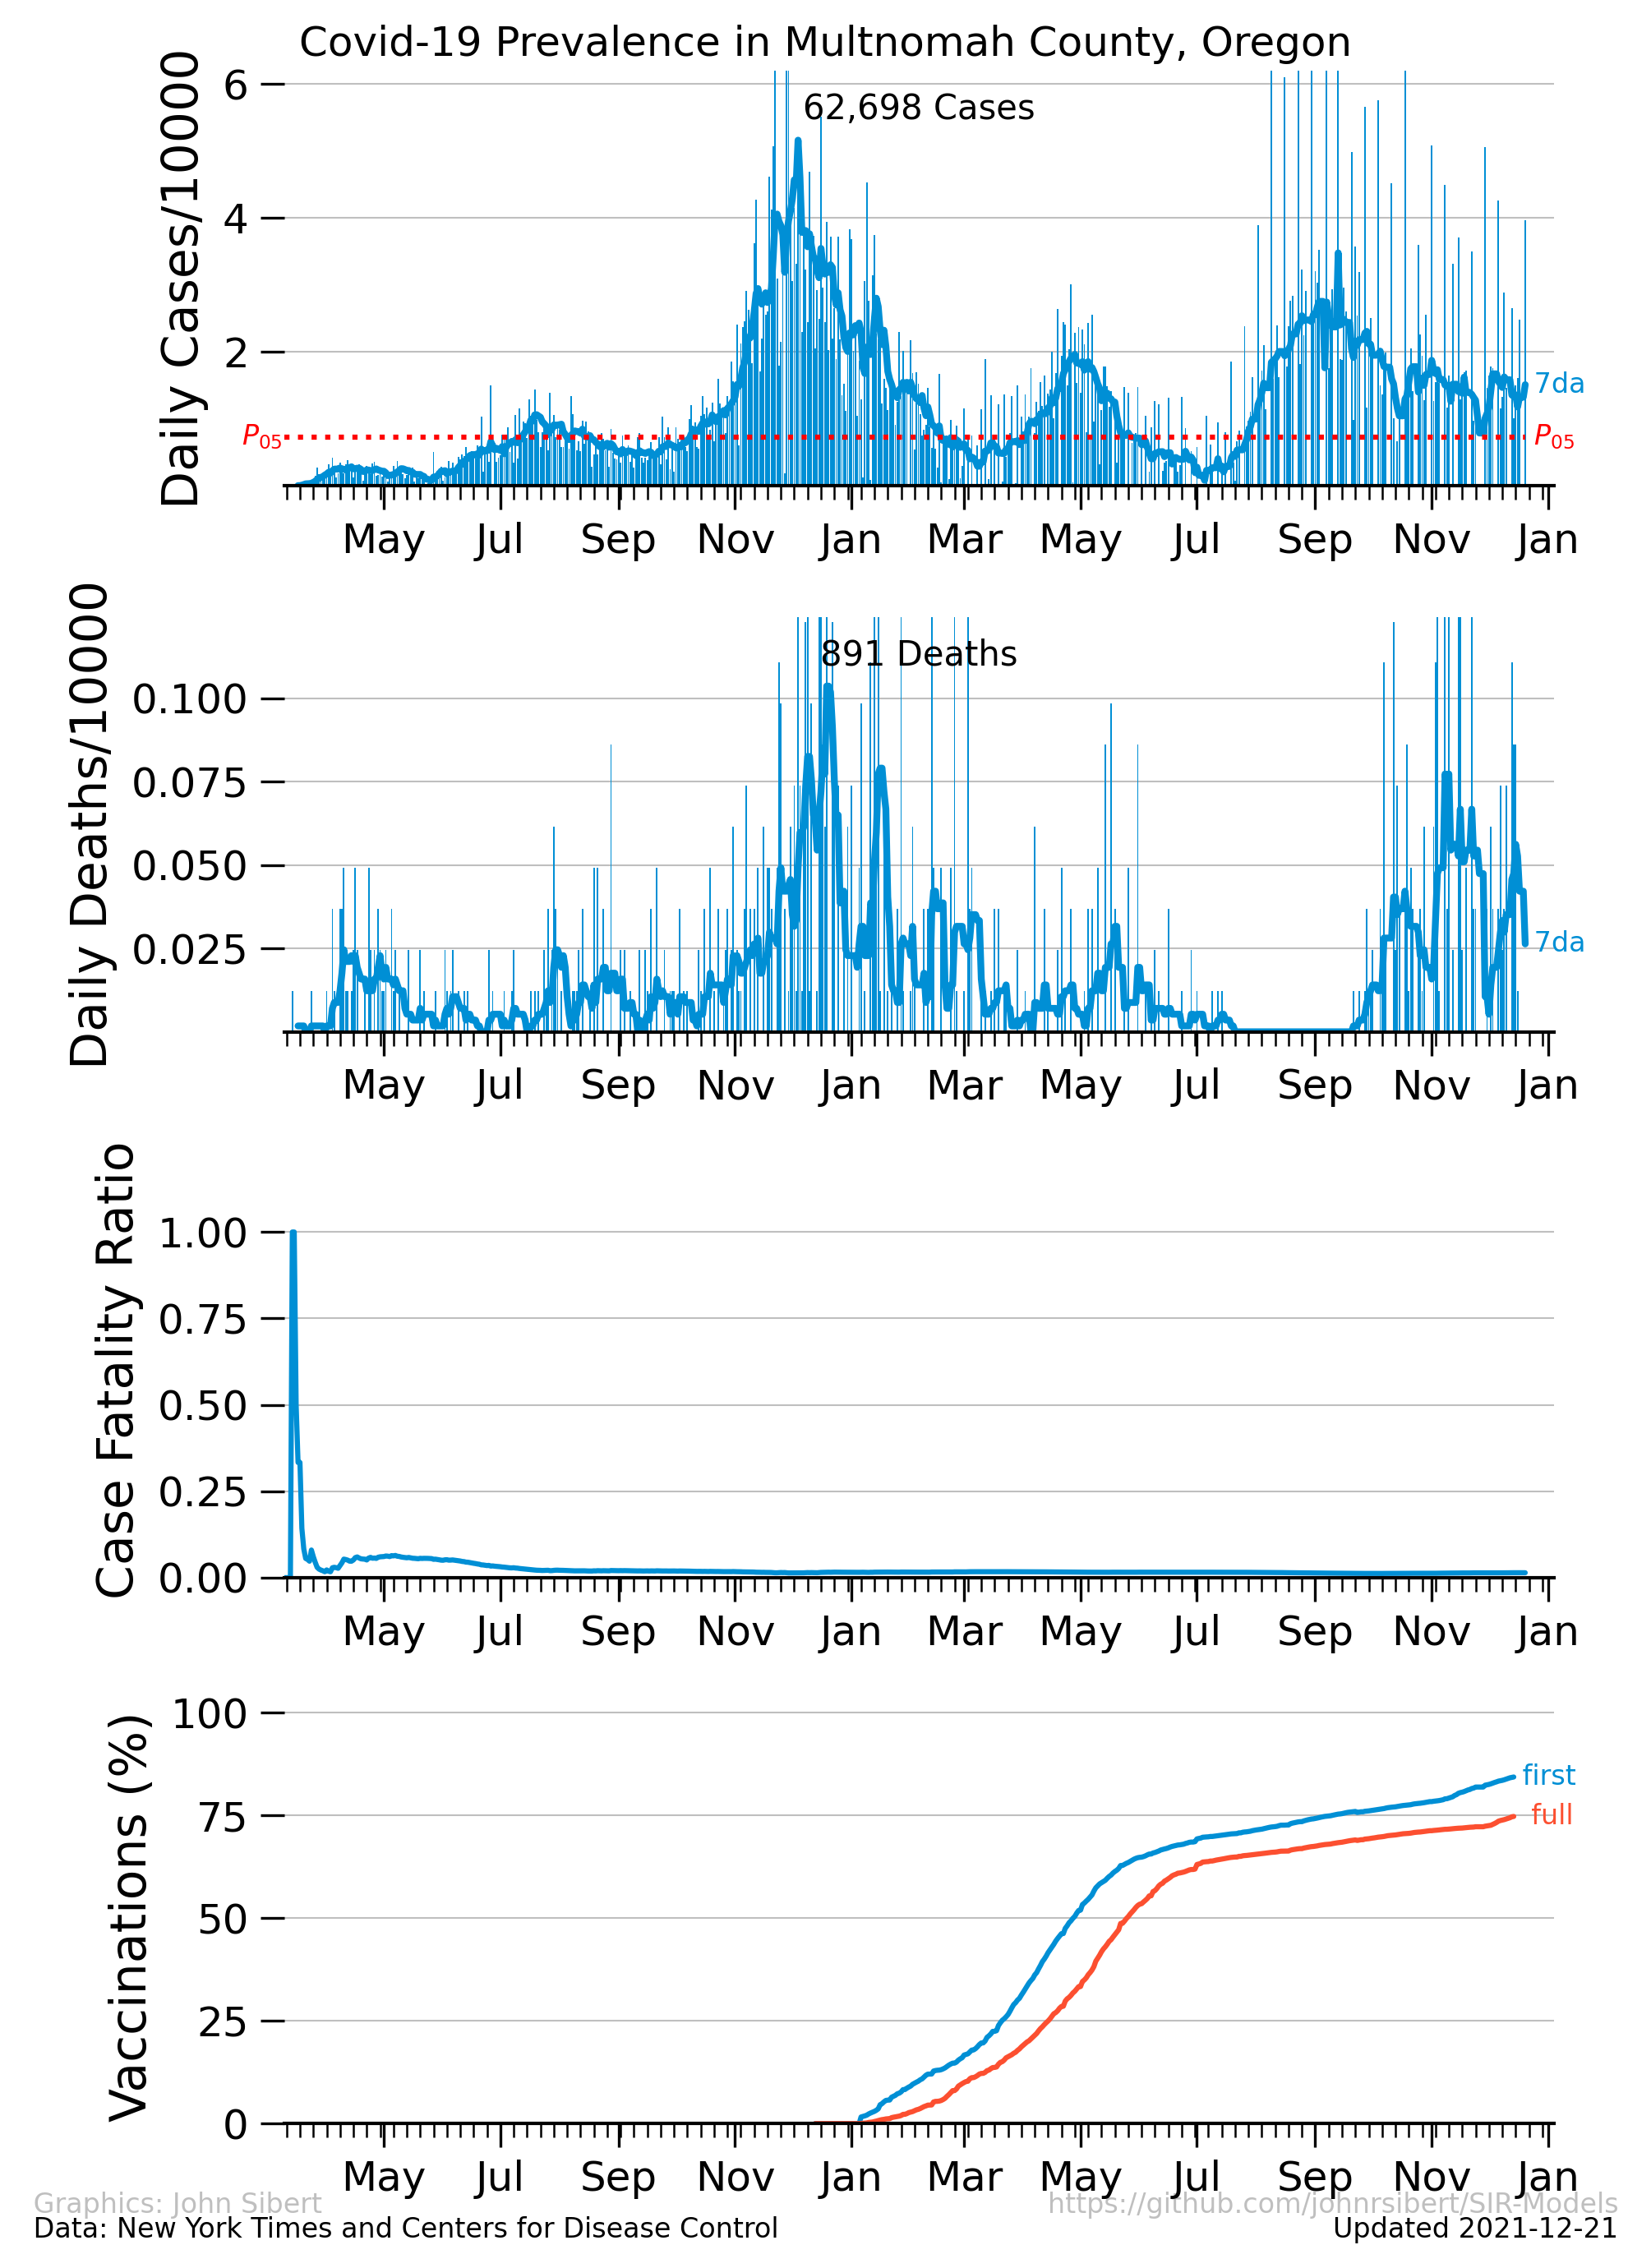 Covid-19 Prevalence in Multnomah County, Oregon
Daily Cases/10000
6
4
2
62,698 Cases
7da
P05
P05
May Jul Sep Nov Jan Mar May Jul Sep Nov Jan
Daily Deaths/10000
0.100
0.075
0.050
0.025
891 Deaths
7da
May Jul Sep Nov Jan Mar May Jul Sep Nov Jan
Case Fatality Ratio
1.00
0.75
0.50
0.25
0.00
May Jul Sep Nov Jan Mar May Jul Sep Nov Jan
Vaccinations (%)
100
75
50
25
0
first
full
May Jul Sep Nov Jan Mar May Jul Sep Nov Jan
Graphics: John Sibert https://github.com/johnrsibert/SIR-Models
Data: New York Times and Centers for Disease Control Updated 2021-12-21